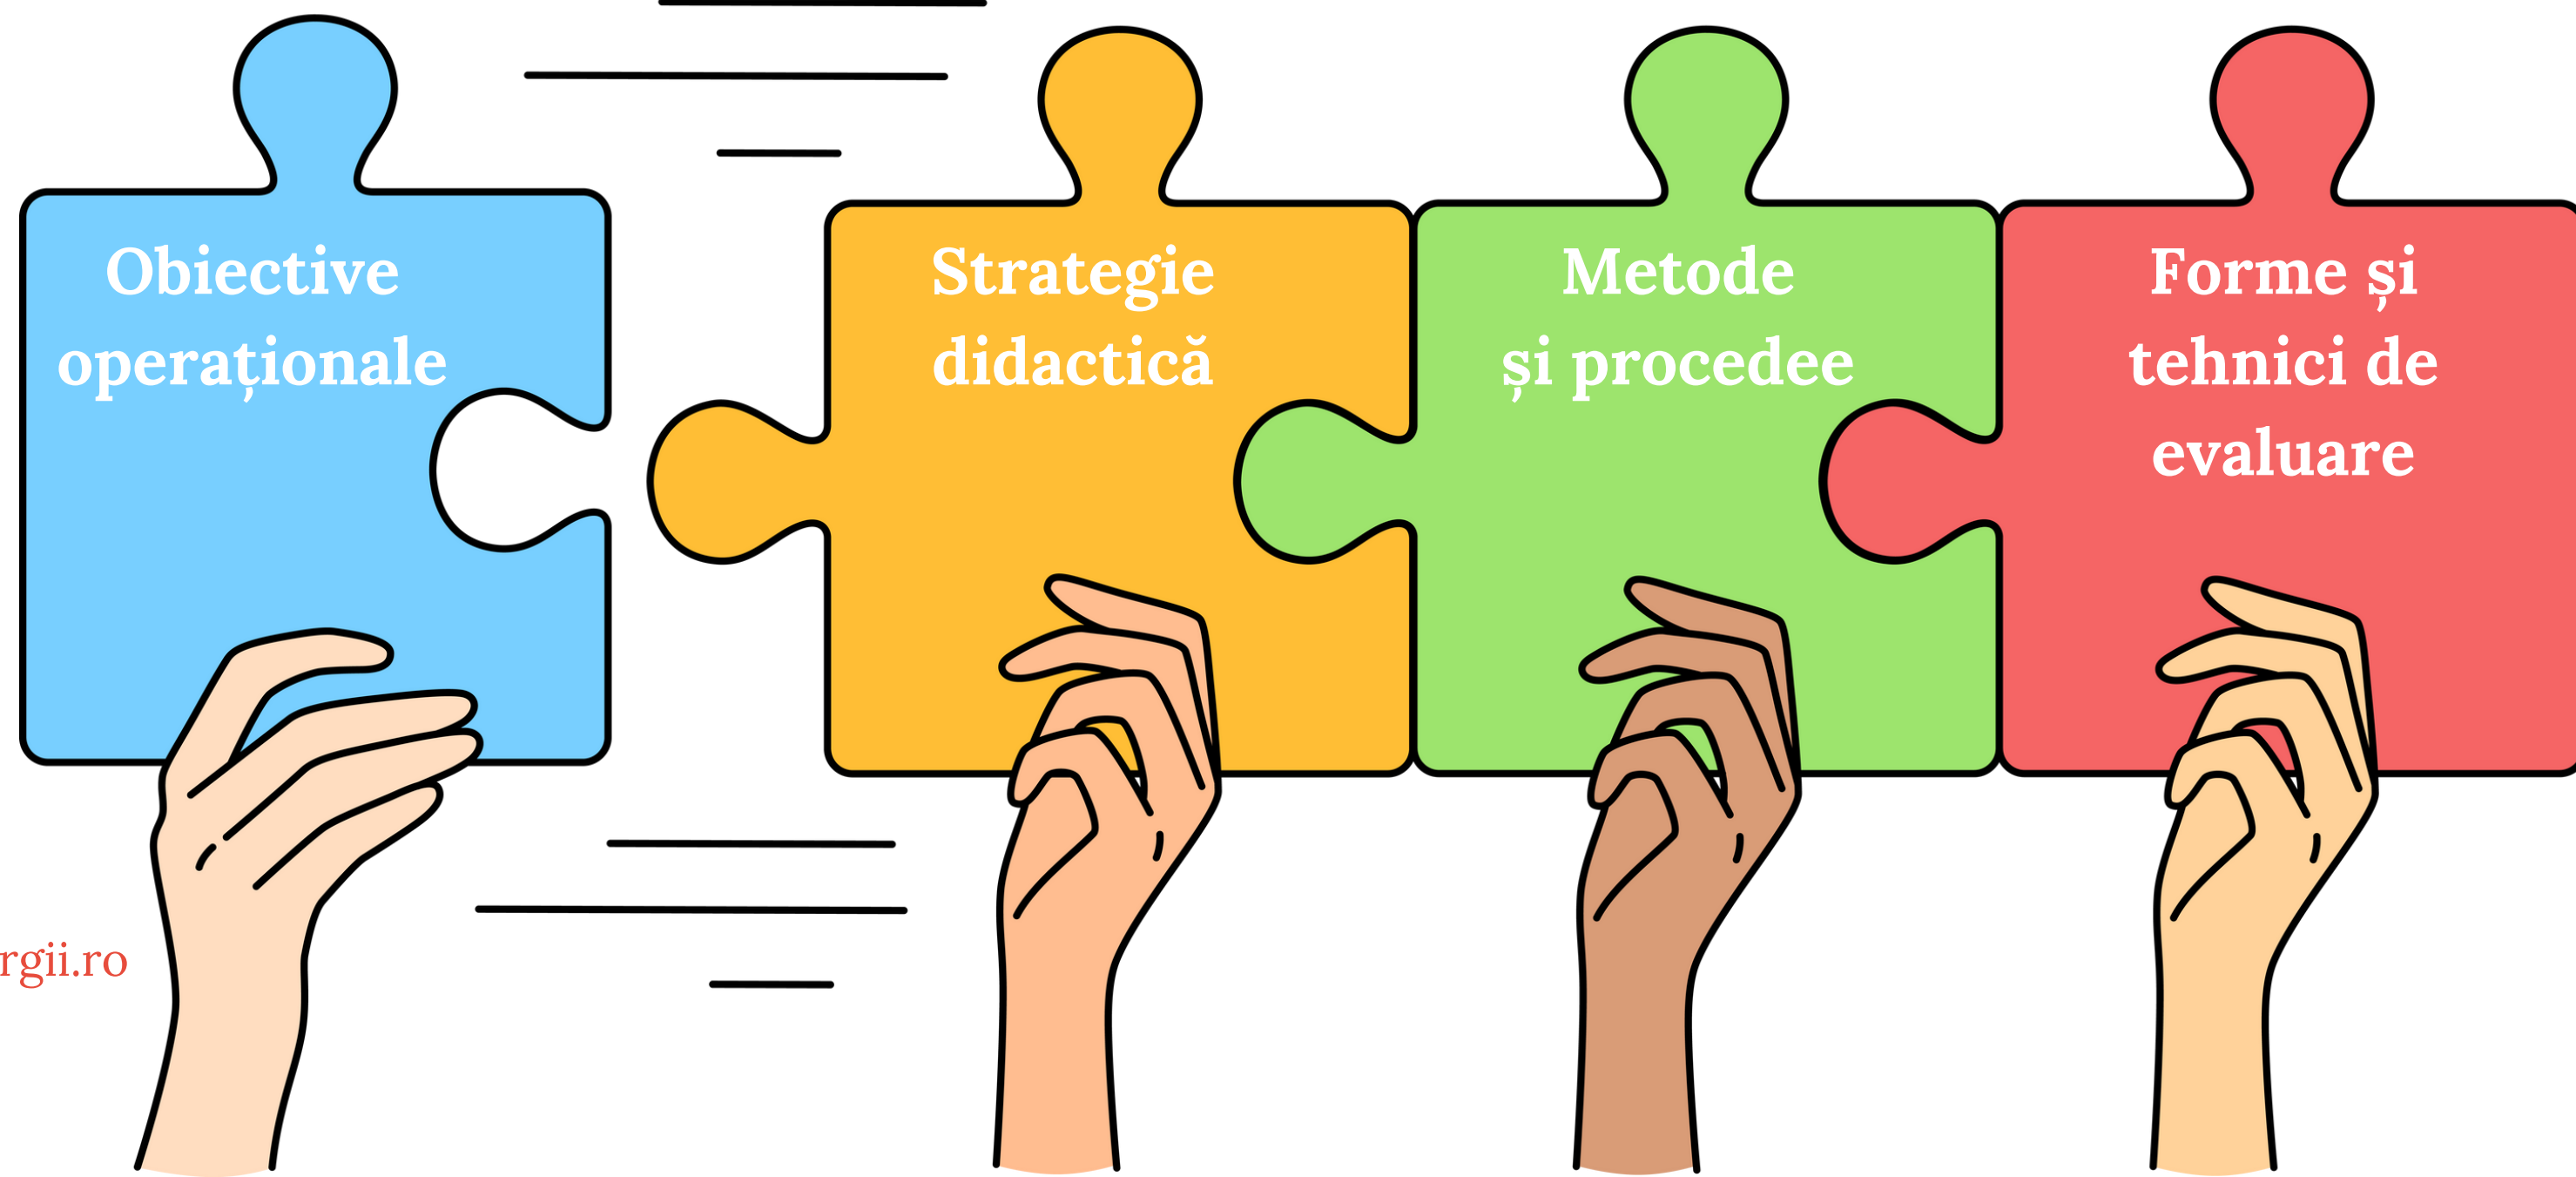 Obiective
operaționale
Strategie
didactică
Metode
și procedee
Forme și
tehnici de
evaluare
rgii.ro